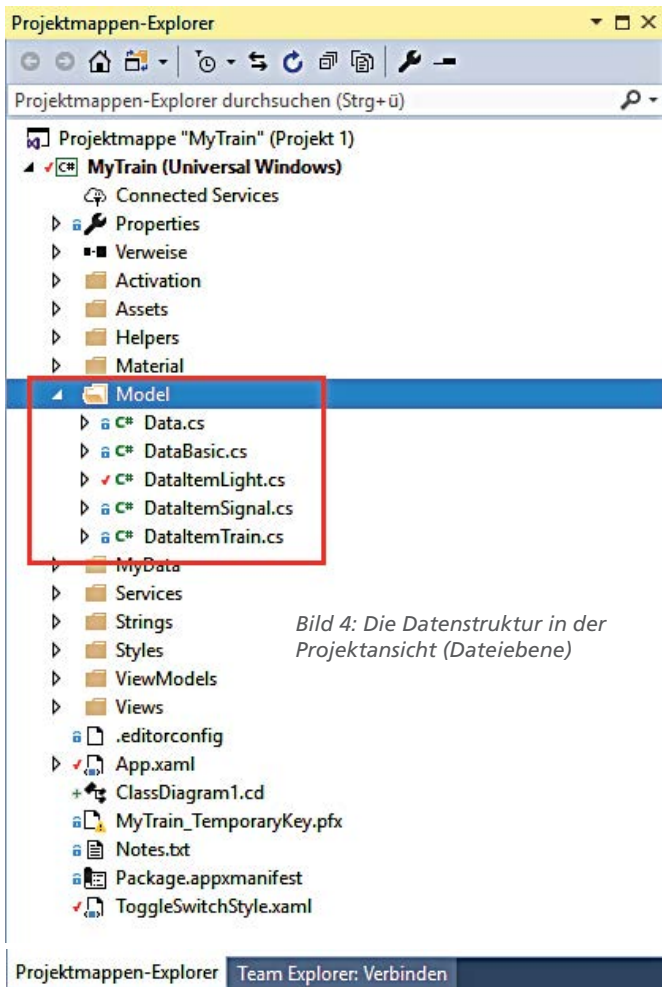 Projektmappen-Explorer
Projektmappen-Explorer durchsuchen (Strg+ü)
Projektmappe "MyTrain" (Projekt 1)
C# MyTrain (Universal Windows)
Connected Services
Properties
Verweise
Activation
Assets
Helpers
Material
Model
C# Data.cs
C# DataBasic.cs
C# DataItemLight.cs
C# DataItemSignal.cs
C# DataItemTrain.cs
MyData
Services
Strings
Styles
ViewModels
Views
Bild 4: Die Datenstruktur in der
Projektansicht (Dateiebene)
.editorconfig
App.xaml
ClassDiagram1.cd
MyTrain_TemporaryKey.pfx
Notes.txt
Package.appxmanifest
ToggleSwitchStyle.xaml
Projektmappen-Explorer Team Explorer: Verbinden